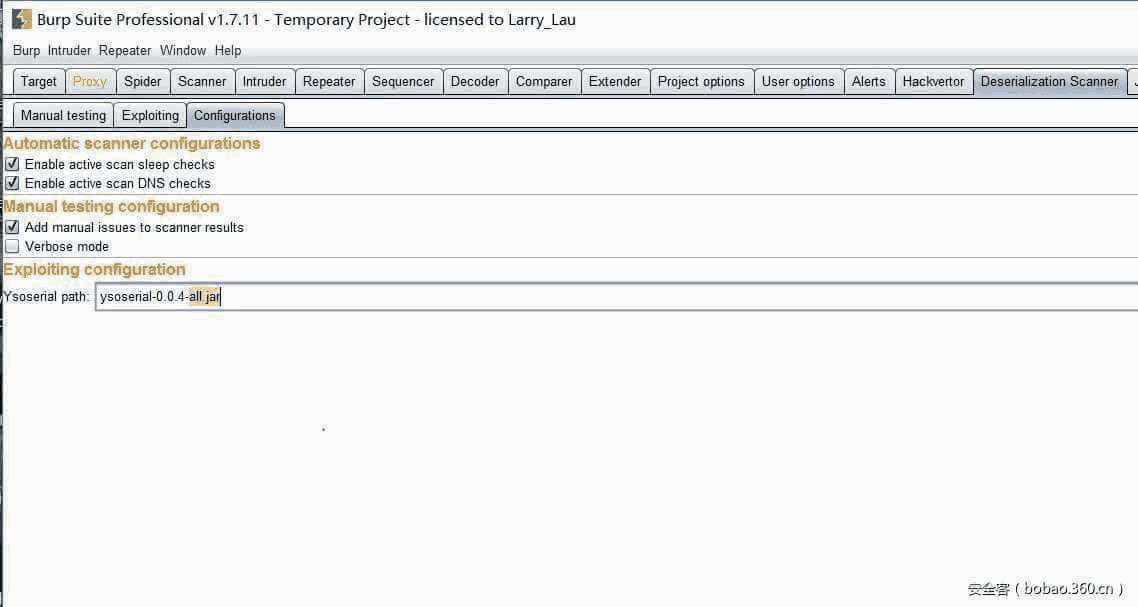 Burp Suite Professional v1.7.11 - Temporary Project - licensed to Larry_Lau
Burp Intruder Repeater Window Help
Target Proxy Spider Scanner Intruder Repeater Sequencer Decoder Comparer Extender Project options User options Alerts Hackvertor Deserialization Scanner
Manual testing Exploiting Configurations
Automatic scanner configurations
Enable active scan sleep checks
Enable active scan DNS checks
Manual testing configuration
Add manual issues to scanner results
Verbose mode
Exploiting configuration
Ysoserial path: ysoserial-0.0.4-all.jar
安全客 ( bobao.360.cn )